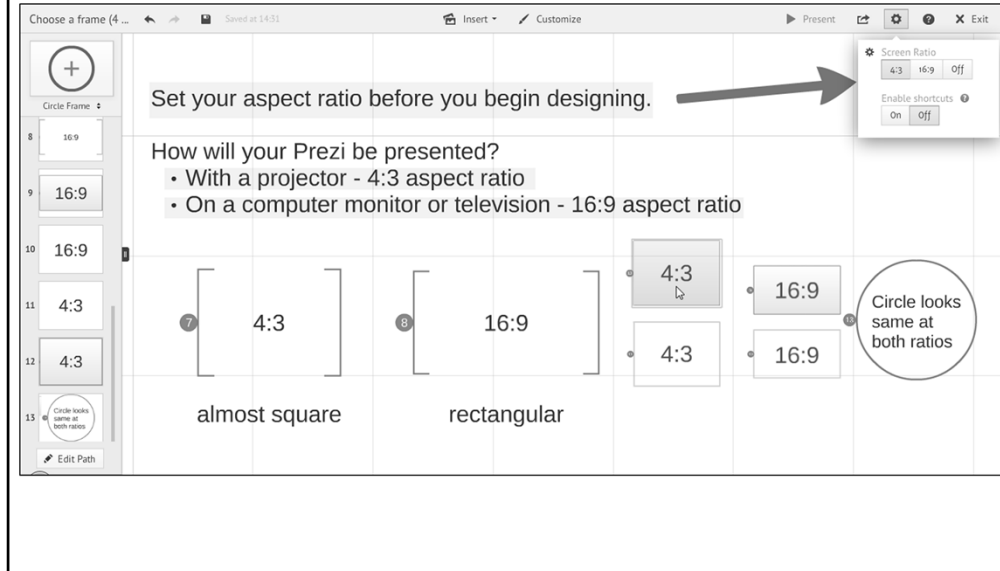 Choose a frame (4 ...
Saved at 14:31
Insert
Customize
Present
Exit
Screen Ratio
4:3 16:9 Off
Enable shortcuts
On Off
Circle Frame
8 16:9
9 16:9
10 16:9
11 4:3
12 4:3
13 Circle looks
same at
both ratios
Edit Path
Set your aspect ratio before you begin designing.
How will your Prezi be presented?
• With a projector - 4:3 aspect ratio
• On a computer monitor or television - 16:9 aspect ratio
7 4:3
almost square
8 16:9
rectangular
4:3
4:3
16:9
16:9
13 Circle looks
same at
both ratios